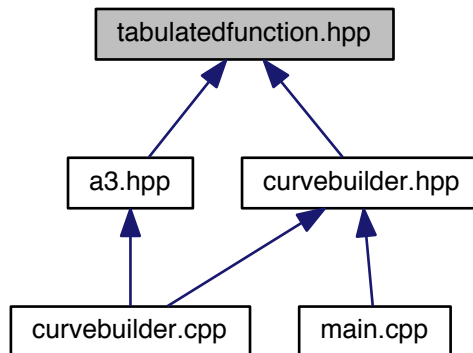 tabulatedfunction.hpp
a3.hpp
curvebuilder.hpp
curvebuilder.cpp
main.cpp